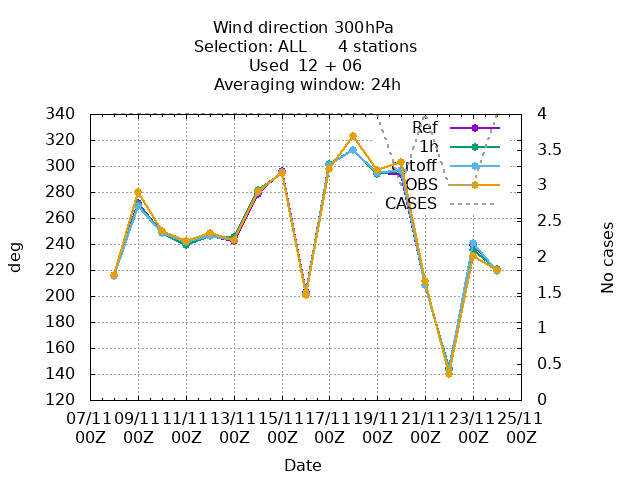 Wind direction 300hPa
Selection: ALL 4 stations
Used 12 + 06
Averaging window: 24h
340
320
300
280
260
240
220
200
180
160
140
120
deg
4
3.5
3
2.5
2
1.5
1
0.5
0
No cases
Ref
1h
utoff
OBS
CASES
07/11 09/11 11/11 13/11 15/11 17/11 19/11 21/11 23/11 25/11
00Z 00Z 00Z 00Z 00Z 00Z 00Z 00Z 00Z 00Z
Date